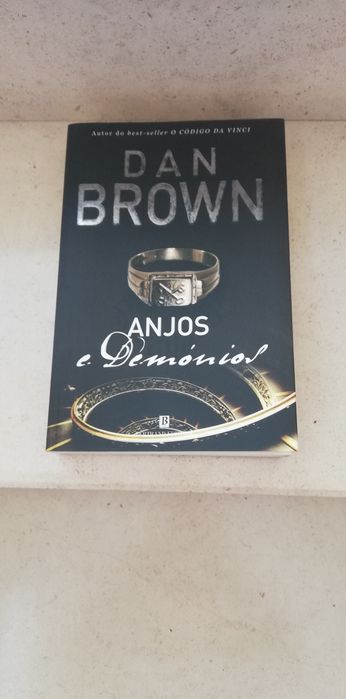 Autor do best-seller O CÓDIGO DA VINCI
DAN
BROWN
ANJOS
e Demónios
B